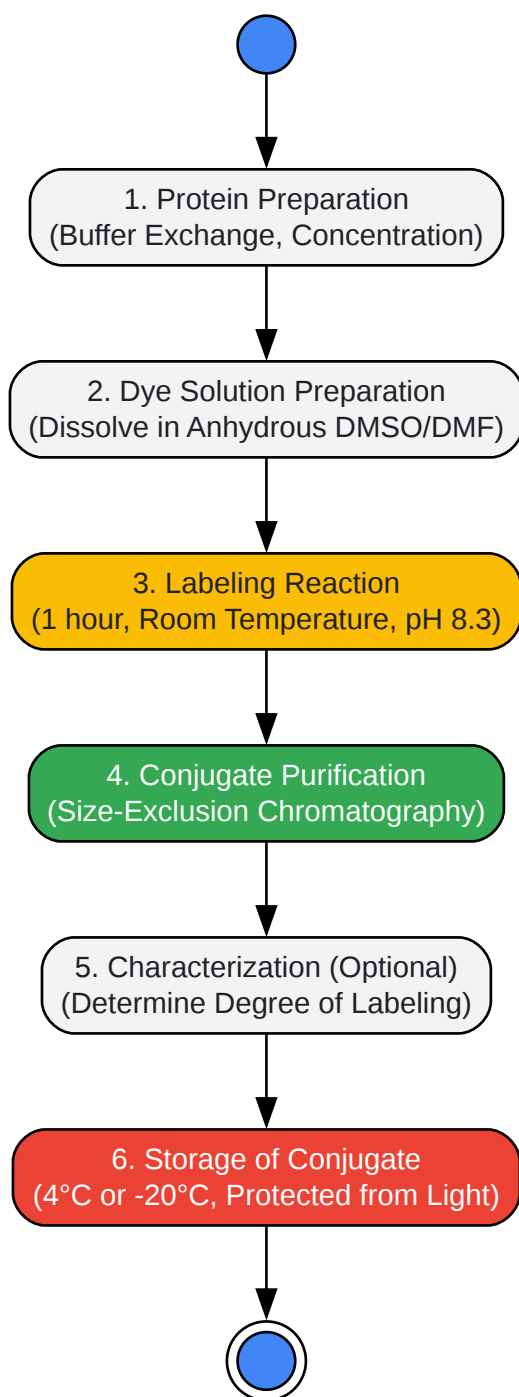 1. Protein Preparation
(Buffer Exchange, Concentration)
2. Dye Solution Preparation
(Dissolve in Anhydrous DMSO/DMF)
3. Labeling Reaction
(1 hour, Room Temperature, pH 8.3)
4. Conjugate Purification
(Size-Exclusion Chromatography)
5. Characterization (Optional)
(Determine Degree of Labeling)
6. Storage of Conjugate
(4°C or -20°C, Protected from Light)